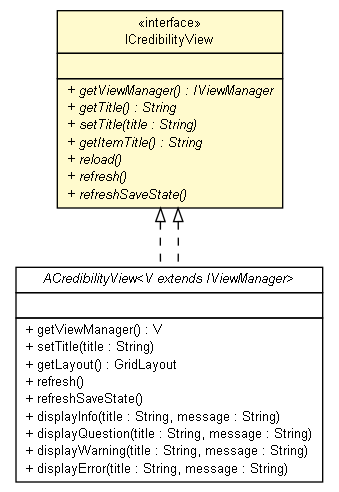 «interface»
ICredibilityView
+ getViewManager() : IViewManager
+ getTitle() : String
+ setTitle(title : String)
+ getItemTitle() : String
+ reload()
+ refresh()
+ refreshSaveState()
ACredibilityView<V extends IViewManager>
+ getViewManager() : V
+ setTitle(title : String)
+ getLayout() : GridLayout
+ refresh()
+ refreshSaveState()
+ displayInfo(title : String, message : String)
+ displayQuestion(title : String, message : String)
+ displayWarning(title : String, message : String)
+ displayError(title : String, message : String)